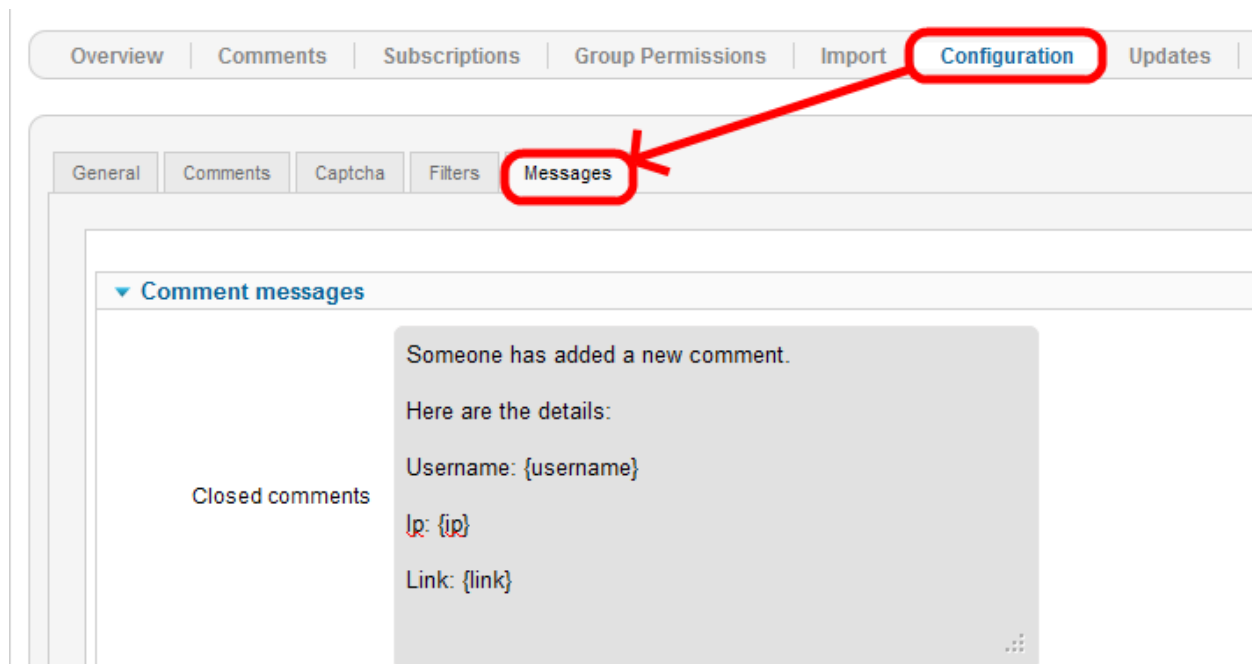 Overview Comments Subscriptions Group Permissions Import Configuration Updates
General Comments Captcha Filters Messages
Comment messages
Someone has added a new comment.
Here are the details:
Username: {username}
Closed comments
Ip: {ip}
Link: {link}